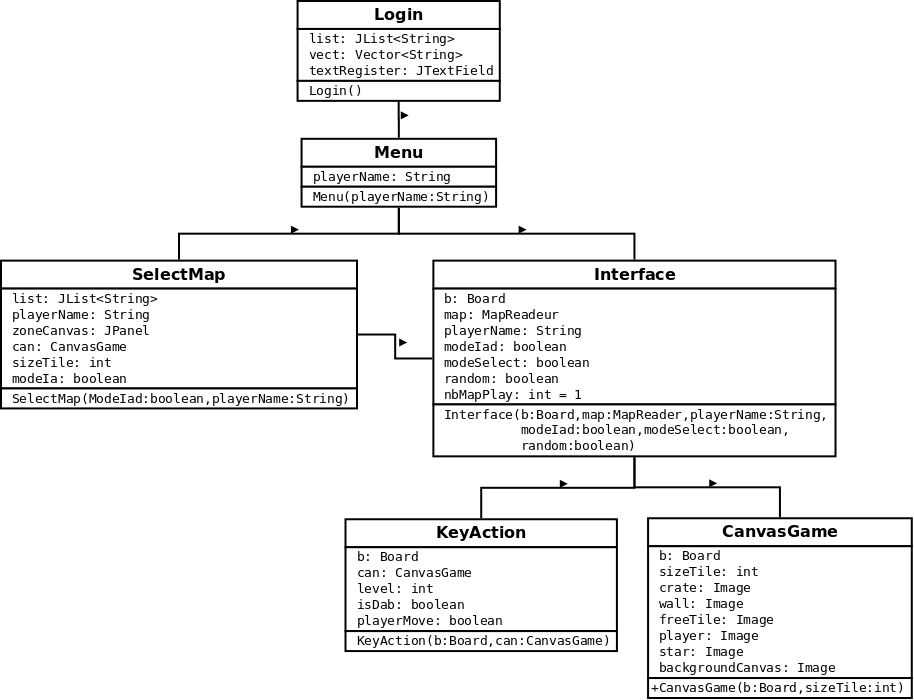 Login
list: JList<String>
vect: Vector<String>
textRegister: JTextField
Login()
Menu
playerName: String
Menu(playerName:String)
SelectMap
list: JList<String>
playerName: String
zoneCanvas: JPanel
can: CanvasGame
sizeTile: int
modeIa: boolean
SelectMap(ModeIad:boolean,playerName:String)
Interface
b: Board
map: MapReadeur
playerName: String
modeIad: boolean
modeSelect: boolean
random: boolean
nbMapPlay: int = 1
Interface(b:Board,map:MapReader,playerName:String,
modeIad:boolean,modeSelect:boolean,
random:boolean)
KeyAction
b: Board
can: CanvasGame
level: int
isDab: boolean
playerMove: boolean
KeyAction(b:Board,can:CanvasGame)
CanvasGame
b: Board
sizeTile: int
crate: Image
wall: Image
freeTile: Image
player: Image
star: Image
backgroundCanvas: Image
+CanvasGame(b:Board,sizeTile:int)